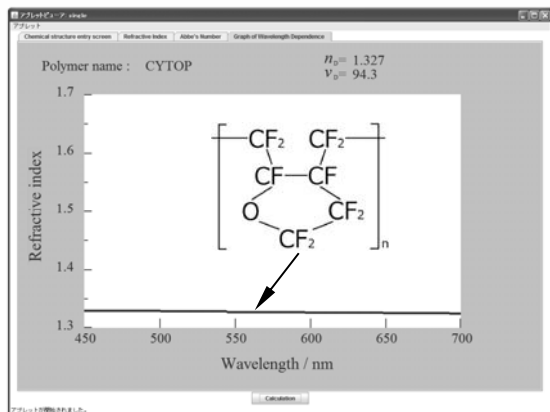 アプレットビューア: single
アプレット
Chemical structure entry screen Refractive Index Abbe's Number Graph of Wavelength Dependence
Polymer name : CYTOP
nD= 1.327
νD= 94.3
1.7
1.6
1.5
1.4
1.3
Refractive index
CF2 CF2
CF CF
O CF2
CF2
n
450 500 550 600 650 700
Wavelength / nm
Calculation
アプレットが開始されました。